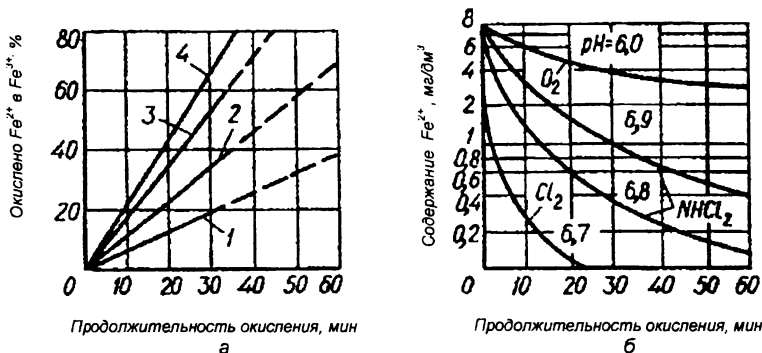 Окислено Fe²⁺ в Fe³⁺, %
80
60
40
20
0 10 20 30 40 50 60
4
3
2
1
Продолжительность окисления, мин
а
Содержание Fe²⁺, мг/дм³
8
6
4
2
1
0,8
0,6
0,4
0,2
0 10 20 30 40 50 60
pH=6,0
O₂
6,9
6,8
NHCl₂
Cl₂
6,7
Продолжительность окисления, мин
б